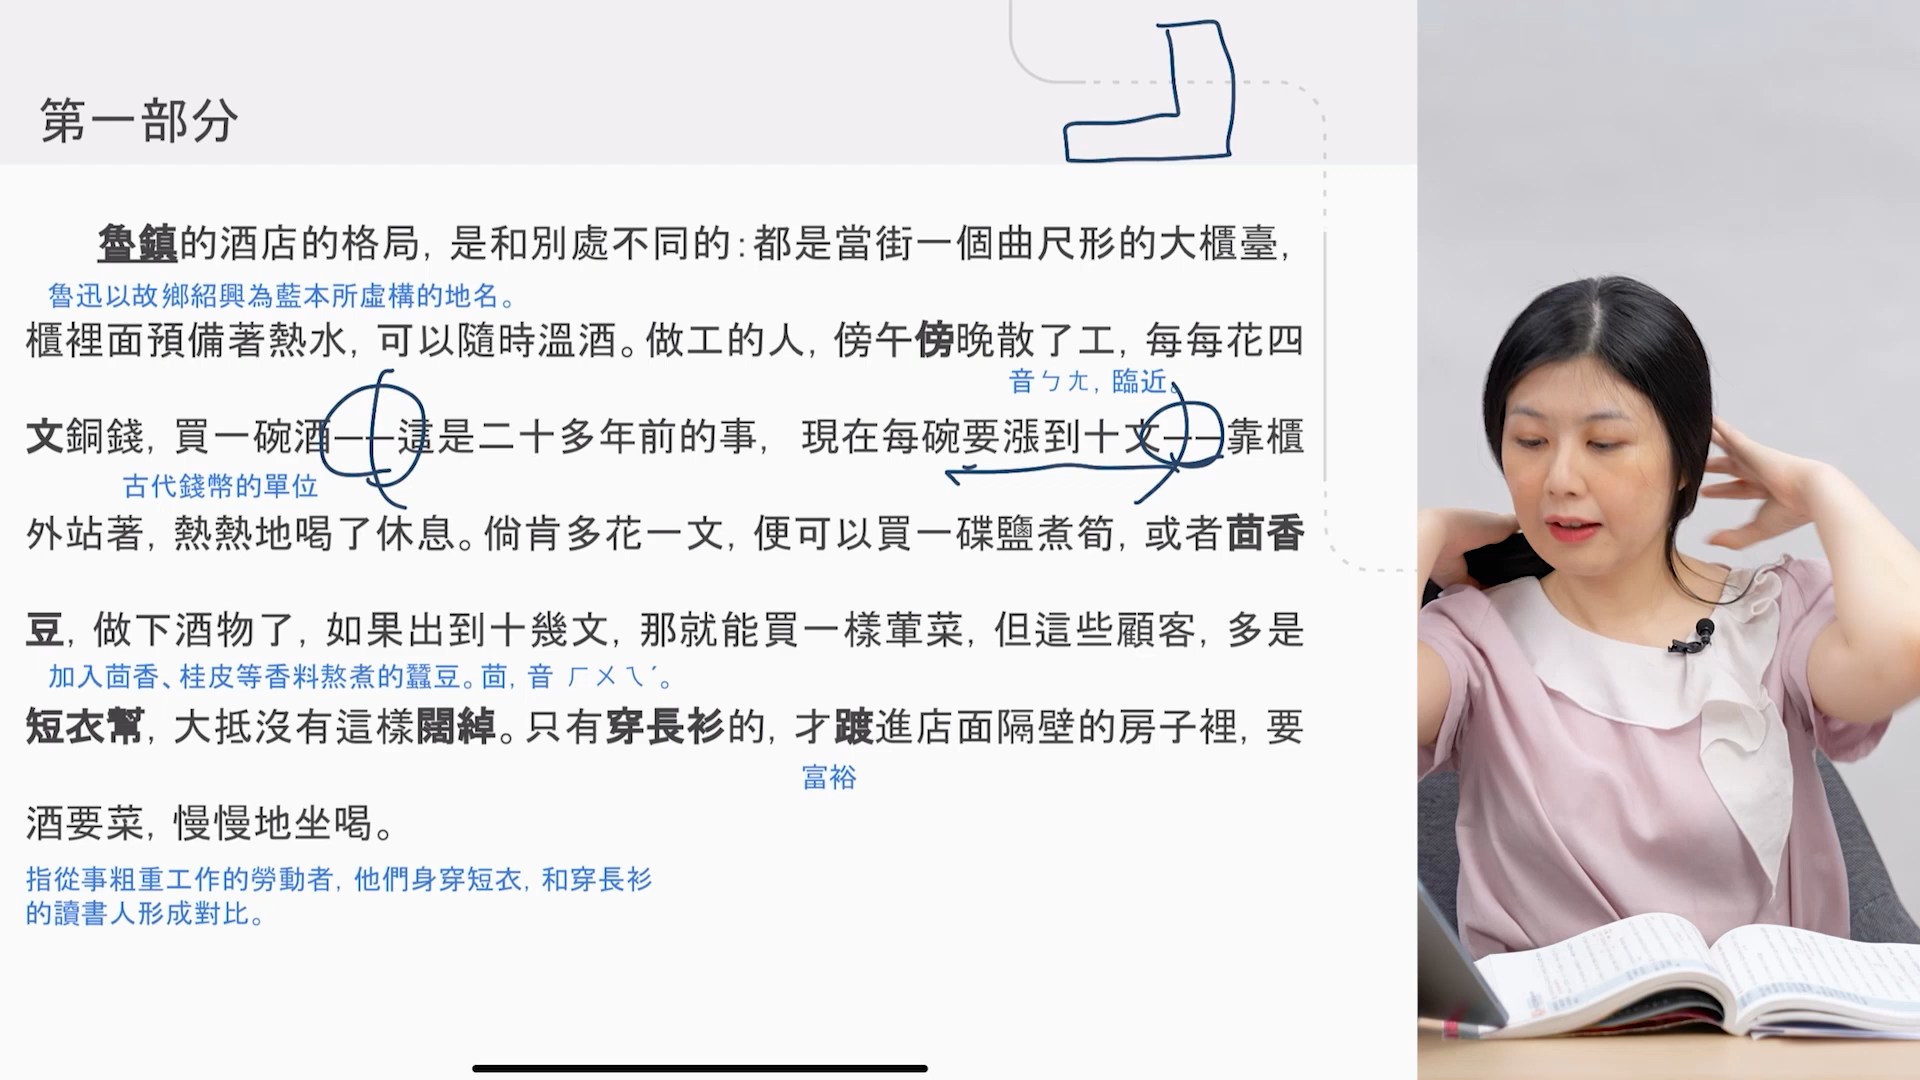 第一部分
魯鎮的酒店的格局, 是和別處不同的:都是當街一個曲尺形的大櫃臺,
魯迅以故鄉紹興為藍本所虛構的地名。
櫃裡面預備著熱水, 可以隨時溫酒。做工的人, 傍午傍晚散了工, 每每花四
音ㄅㄤ, 臨近。
文銅錢, 買一碗酒——這是二十多年前的事, 現在每碗要漲到十文——靠櫃
古代錢幣的單位
外站著, 熱熱地喝了休息。倘肯多花一文, 便可以買一碟鹽煮筍, 或者茴香
豆, 做下酒物了, 如果出到十幾文, 那就能買一樣葷菜, 但這些顧客, 多是
加入茴香、桂皮等香料熬煮的蠶豆。茴, 音 ㄏㄨㄟˊ。
短衣幫, 大抵沒有這樣闊綽。只有穿長衫的, 才踱進店面隔壁的房子裡, 要
富裕
酒要菜, 慢慢地坐喝。
指從事粗重工作的勞動者, 他們身穿短衣, 和穿長衫
的讀書人形成對比。